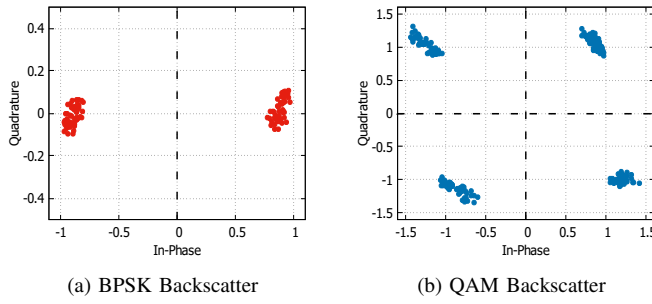 0.4
0.2
0
-0.2
-0.4
Quadrature
-1 -0.5 0 0.5 1
In-Phase
(a) BPSK Backscatter
1.5
1
0.5
0
-0.5
-1
-1.5
Quadrature
-1.5 -1 -0.5 0 0.5 1 1.5
In-Phase
(b) QAM Backscatter